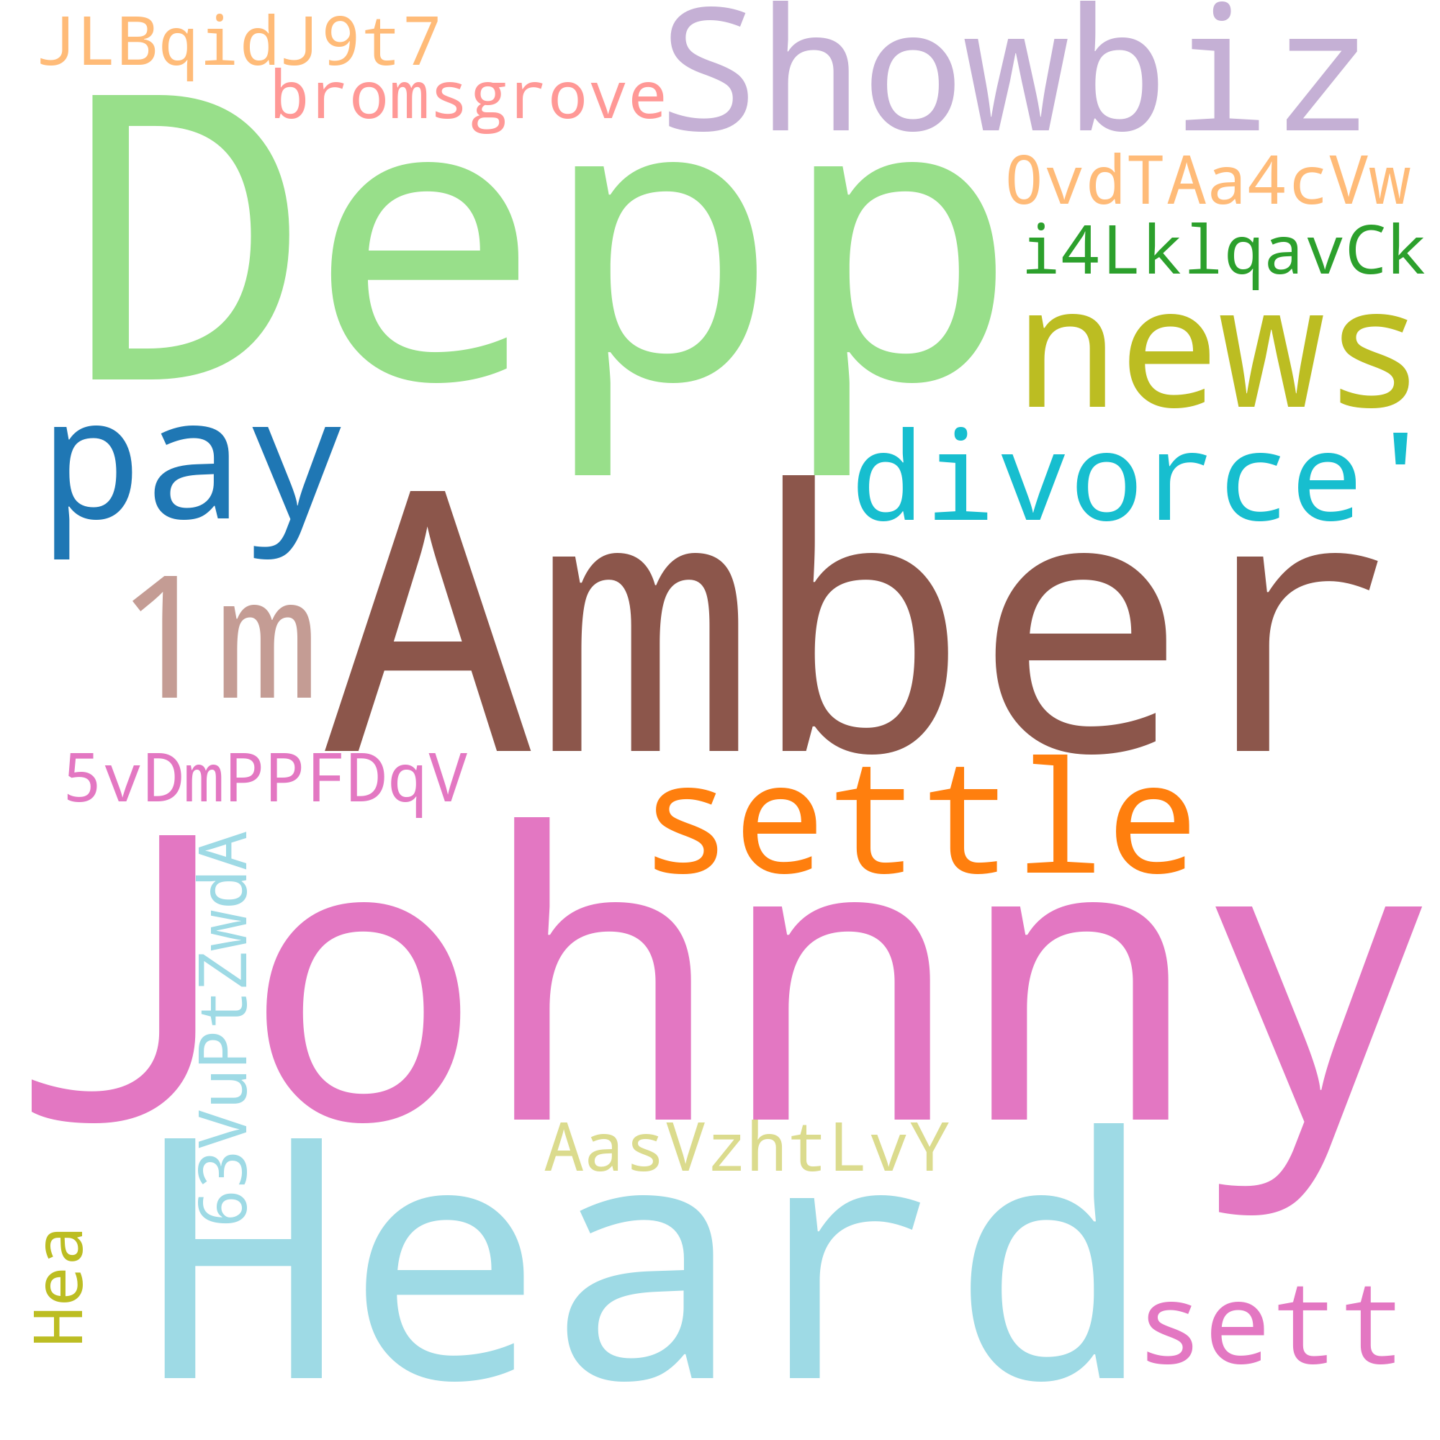 JLBqidJ9t7
Showbiz
bromsgrove
Depp
0vdTAa4cVw
i4LklqavCk
news
pay
divorce'
Amber
1m
5vDmPPFDqV
settle
Johnny
63VuPtZwdA
AasVzhtLvY
Heard
Hea
sett